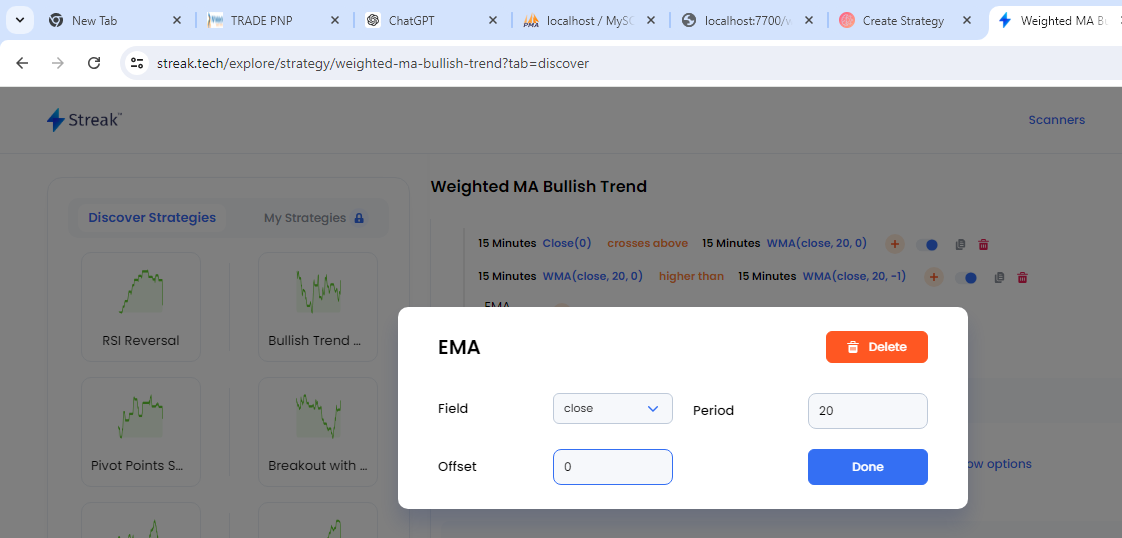 New Tab
TRADE PNP
ChatGPT
localhost / MySQ
localhost:7700/v
Create Strategy
Weighted MA Bu
streak.tech/explore/strategy/weighted-ma-bullish-trend?tab=discover
Streak™
Scanners
Discover Strategies
My Strategies
RSI Reversal
Bullish Trend ...
Pivot Points S...
Breakout with ...
Weighted MA Bullish Trend
15 Minutes Close(0) crosses above 15 Minutes WMA(close, 20, 0) +
15 Minutes WMA(close, 20, 0) higher than 15 Minutes WMA(close, 20, -1) +
EMA
EMA
Delete
Field close Period 20
Offset 0 Done
ow options